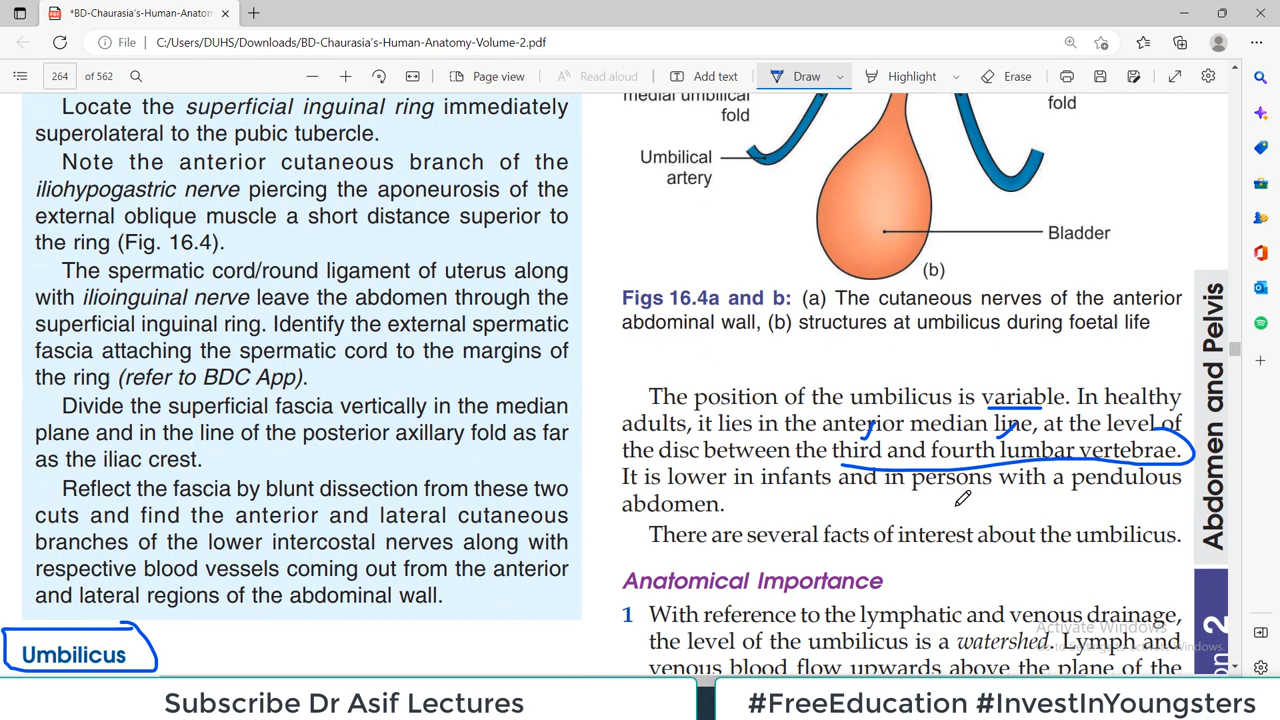 *BD-Chaurasia's-Human-Anatom
File
C:/Users/DUHS/Downloads/BD-Chaurasia's-Human-Anatomy-Volume-2.pdf
264
of 562
Page view
Read aloud
Add text
Draw
Highlight
Erase
Locate the superficial inguinal ring immediately
superolateral to the pubic tubercle.
Note the anterior cutaneous branch of the
iliohypogastric nerve piercing the aponeurosis of the
external oblique muscle a short distance superior to
the ring (Fig. 16.4).
The spermatic cord/round ligament of uterus along
with ilioinguinal nerve leave the abdomen through the
superficial inguinal ring. Identify the external spermatic
fascia attaching the spermatic cord to the margins of
the ring (refer to BDC App).
Divide the superficial fascia vertically in the median
plane and in the line of the posterior axillary fold as far
as the iliac crest.
Reflect the fascia by blunt dissection from these two
cuts and find the anterior and lateral cutaneous
branches of the lower intercostal nerves along with
respective blood vessels coming out from the anterior
and lateral regions of the abdominal wall.
Umbilicus
medial umbilical
fold
Umbilical
artery
fold
Bladder
(b)
Figs 16.4a and b: (a) The cutaneous nerves of the anterior
abdominal wall, (b) structures at umbilicus during foetal life
The position of the umbilicus is variable. In healthy
adults, it lies in the anterior median line, at the level of
the disc between the third and fourth lumbar vertebrae.
It is lower in infants and in persons with a pendulous
abdomen.
There are several facts of interest about the umbilicus.
Anatomical Importance
1 With reference to the lymphatic and venous drainage,
the level of the umbilicus is a watershed. Lymph and
venous blood flow upwards above the plane of the
Abdomen and Pelvis
2
Activate Windows
Subscribe Dr Asif Lectures
#FreeEducation #InvestInYoungsters